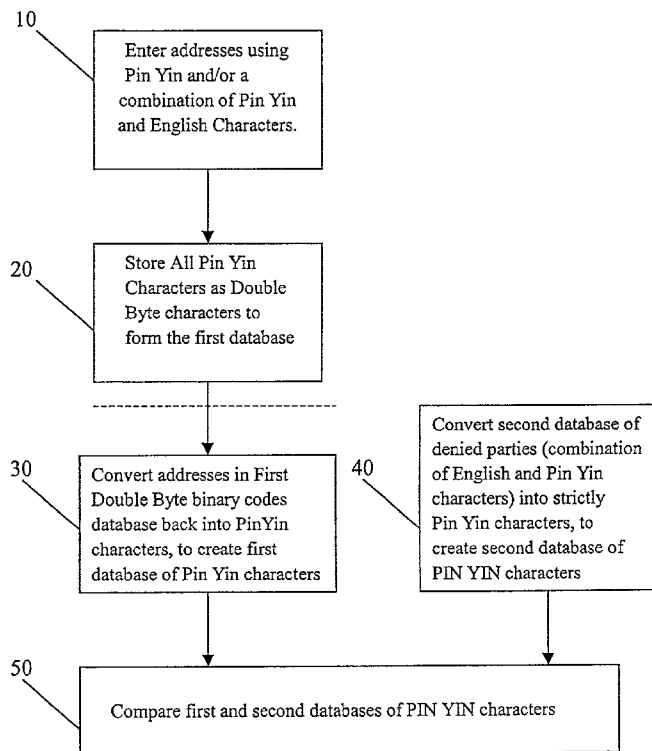 10
Enter addresses using
Pin Yin and/or a
combination of Pin Yin
and English Characters.
20
Store All Pin Yin
Characters as Double
Byte characters to
form the first database
30
Convert addresses in First
Double Byte binary codes
database back into PinYin
characters, to create first
database of Pin Yin characters
40
Convert second database of
denied parties (combination
of English and Pin Yin
characters) into strictly
Pin Yin characters, to
create second database of
PIN YIN characters
50
Compare first and second databases of PIN YIN characters